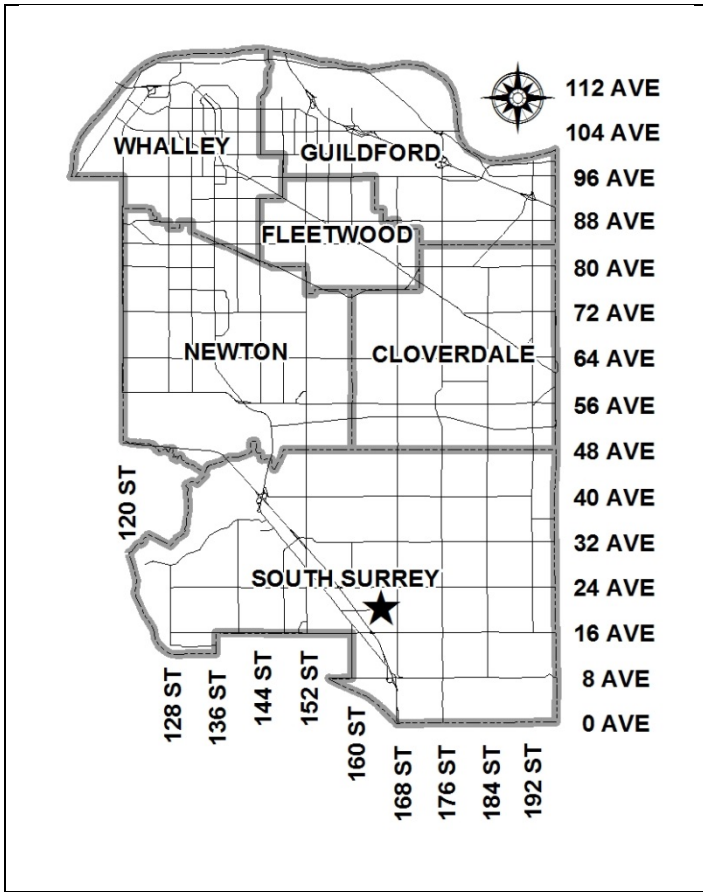 112 AVE
104 AVE
WHALLEY
GUILDFORD
96 AVE
88 AVE
FLEETWOOD
80 AVE
72 AVE
NEWTON
CLOVERDALE
64 AVE
56 AVE
48 AVE
120 ST
40 AVE
32 AVE
SOUTH SURREY
24 AVE
16 AVE
128 ST
136 ST
144 ST
152 ST
160 ST
8 AVE
0 AVE
168 ST
176 ST
184 ST
192 ST